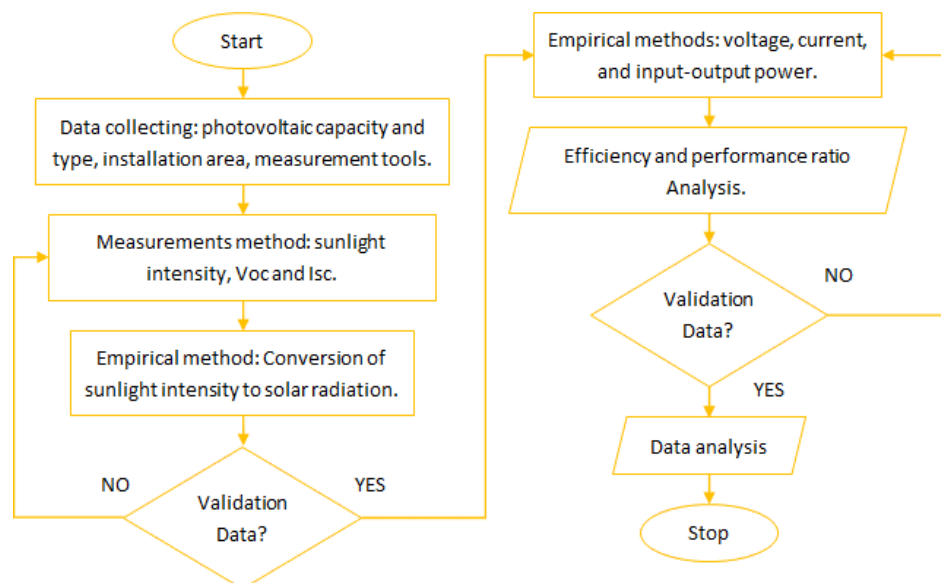 Start
Data collecting: photovoltaic capacity and
type, installation area, measurement tools.
Measurements method: sunlight
intensity, Voc and Isc.
Empirical method: Conversion of
sunlight intensity to solar radiation.
NO
YES
Validation
Data?
Empirical methods: voltage, current,
and input-output power.
Efficiency and performance ratio
Analysis.
NO
Validation
Data?
YES
Data analysis
Stop